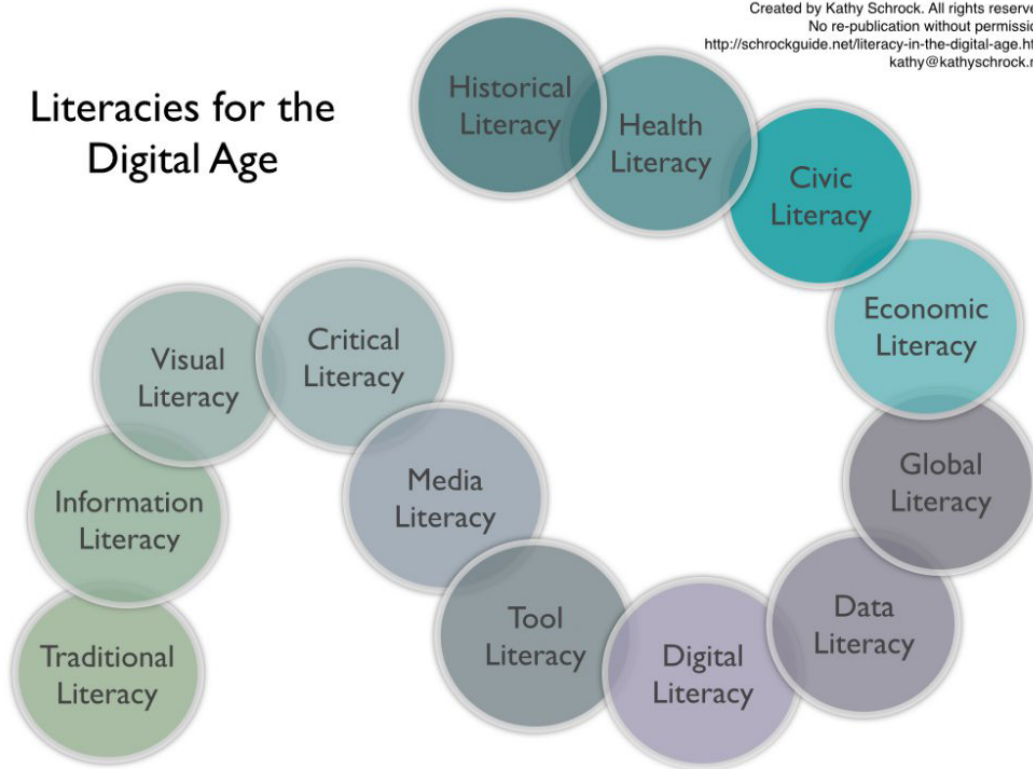 Created by Kathy Schrock. All rights reserve
No re-publication without permissio
http://schrockguide.net/literacy-in-the-digital-age.ht
kathy@kathyschrock.n
Literacies for the
Digital Age
Historical
Literacy
Health
Literacy
Civic
Literacy
Economic
Literacy
Global
Literacy
Data
Literacy
Digital
Literacy
Tool
Literacy
Media
Literacy
Critical
Literacy
Visual
Literacy
Information
Literacy
Traditional
Literacy